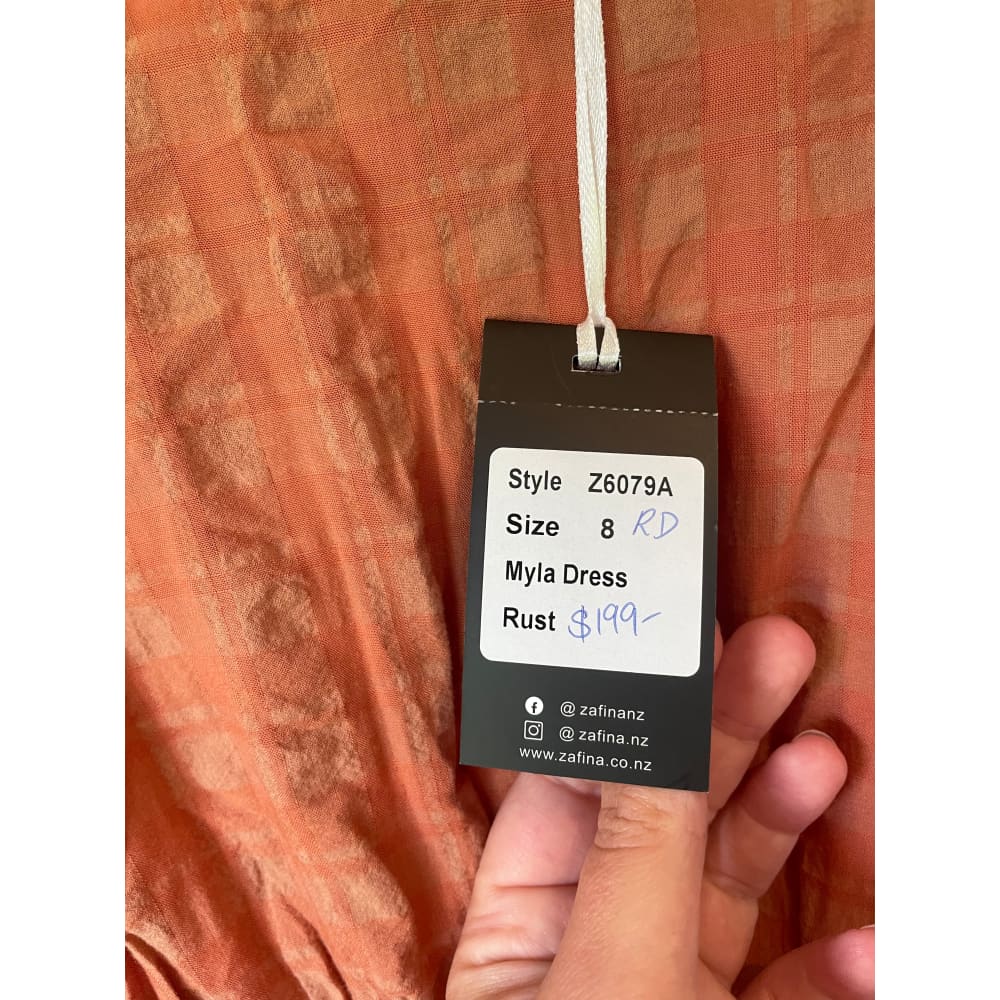 Style Z6079A
Size 8 RD
Myla Dress
Rust $199-
@zafinanz
@zafina.nz
www.zafina.co.nz